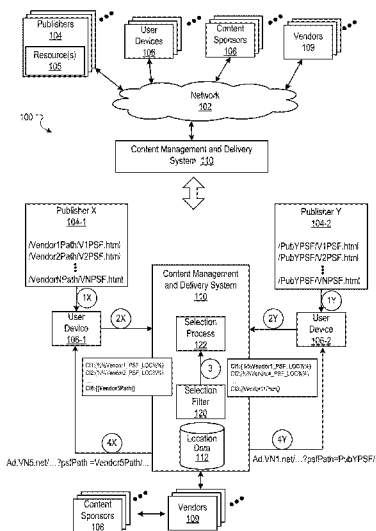 Publishers
104
Resource(s)
105
User
Devices
106
Content
Sponsors
108
Vendors
109
Network
102
100
Content Management and Delivery
System 110
Publisher X
104-1
/Vendor1Path/V1PSF.html
/Vendor2Path/V2PSF.html
/VendorNPath/VNPSF.html
Publisher Y
104-2
/PubYPSF/V1PSF.html
/PubYPSF/V2PSF.html
/PubYPSF/VNPSF.html
Content Management
and Delivery System
110
1X
1Y
User
Device
106-1
2X
Selection
Process
122
2Y
User
Device
106-2
3
Selection
Filter
120
4X
Location
Data
112
4Y
Ad.VN5.net/…?psfPath =Vendor5Path/…
Ad.VN1.net/…?psfPath=PubYPSF/
Content
Sponsors
108
Vendors
109